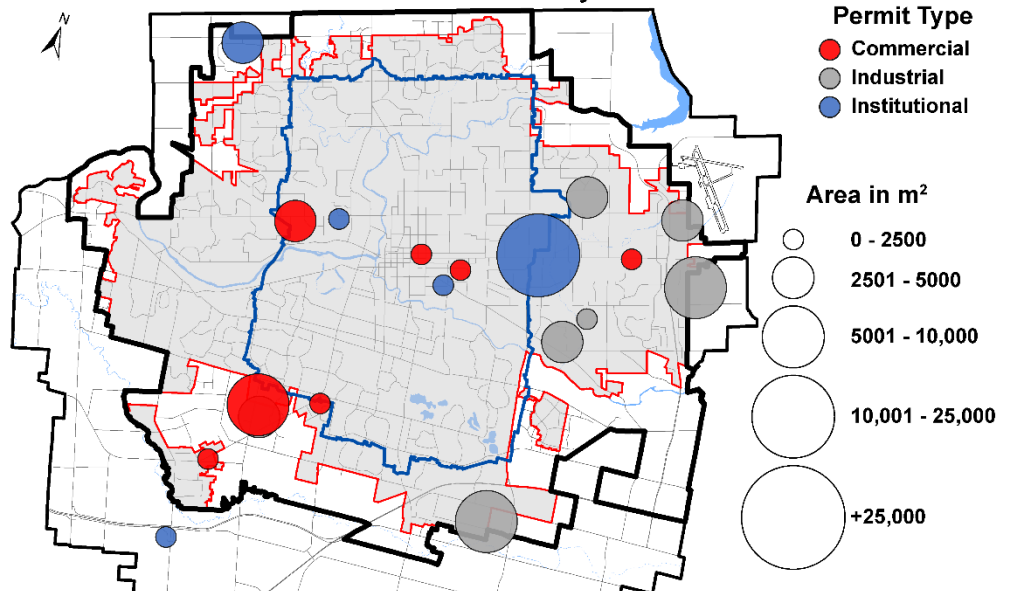 N
Permit Type
Commercial
Industrial
Institutional
Area in m²
0 - 2500
2501 - 5000
5001 - 10,000
10,001 - 25,000
+25,000